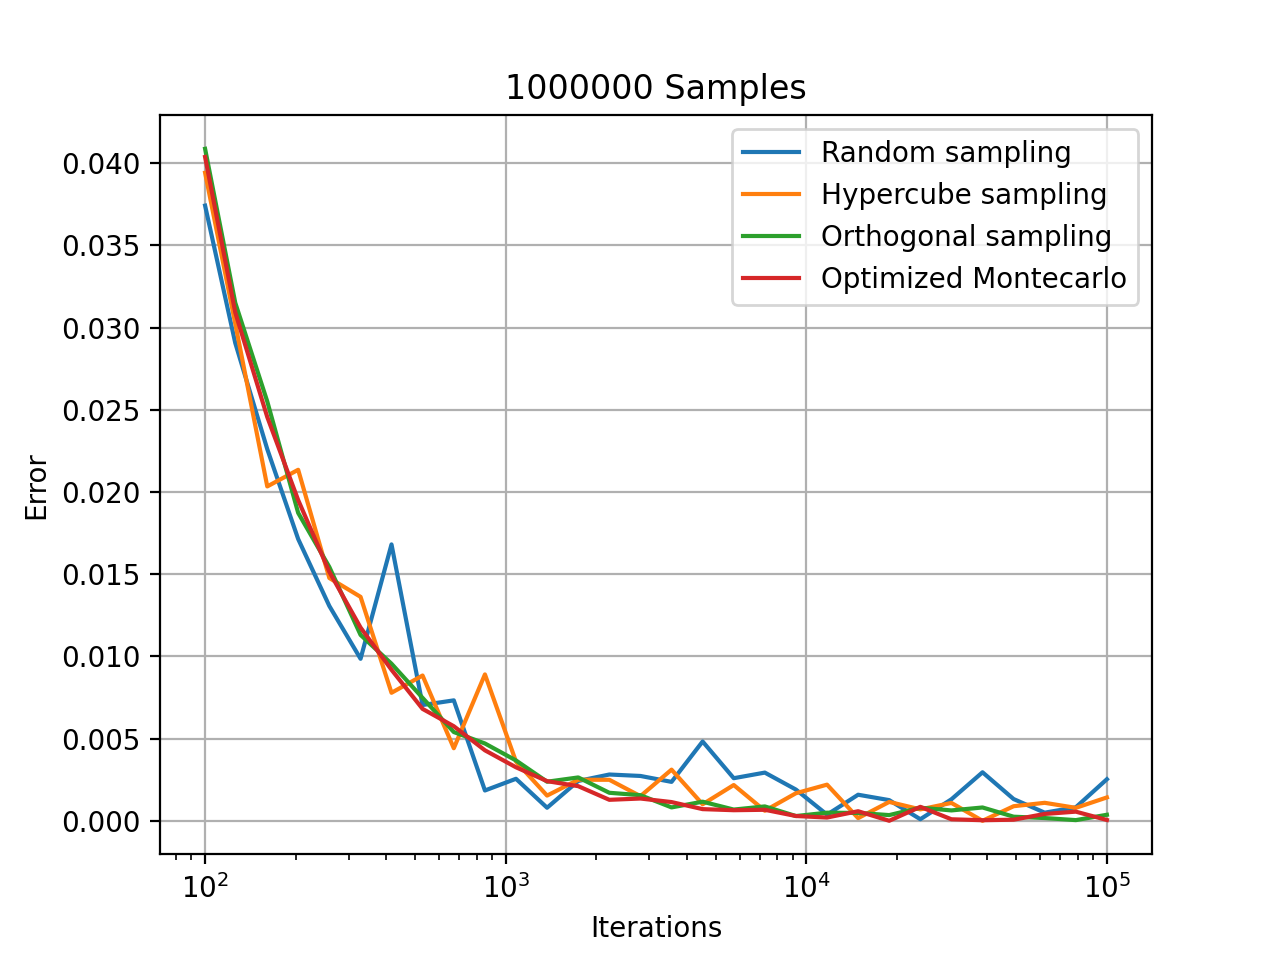 1000000 Samples
Random sampling
Hypercube sampling
Orthogonal sampling
Optimized Montecarlo
0.040
0.035
0.030
0.025
0.020
0.015
0.010
0.005
0.000
Error
10²
10³
10⁴
10⁵
Iterations